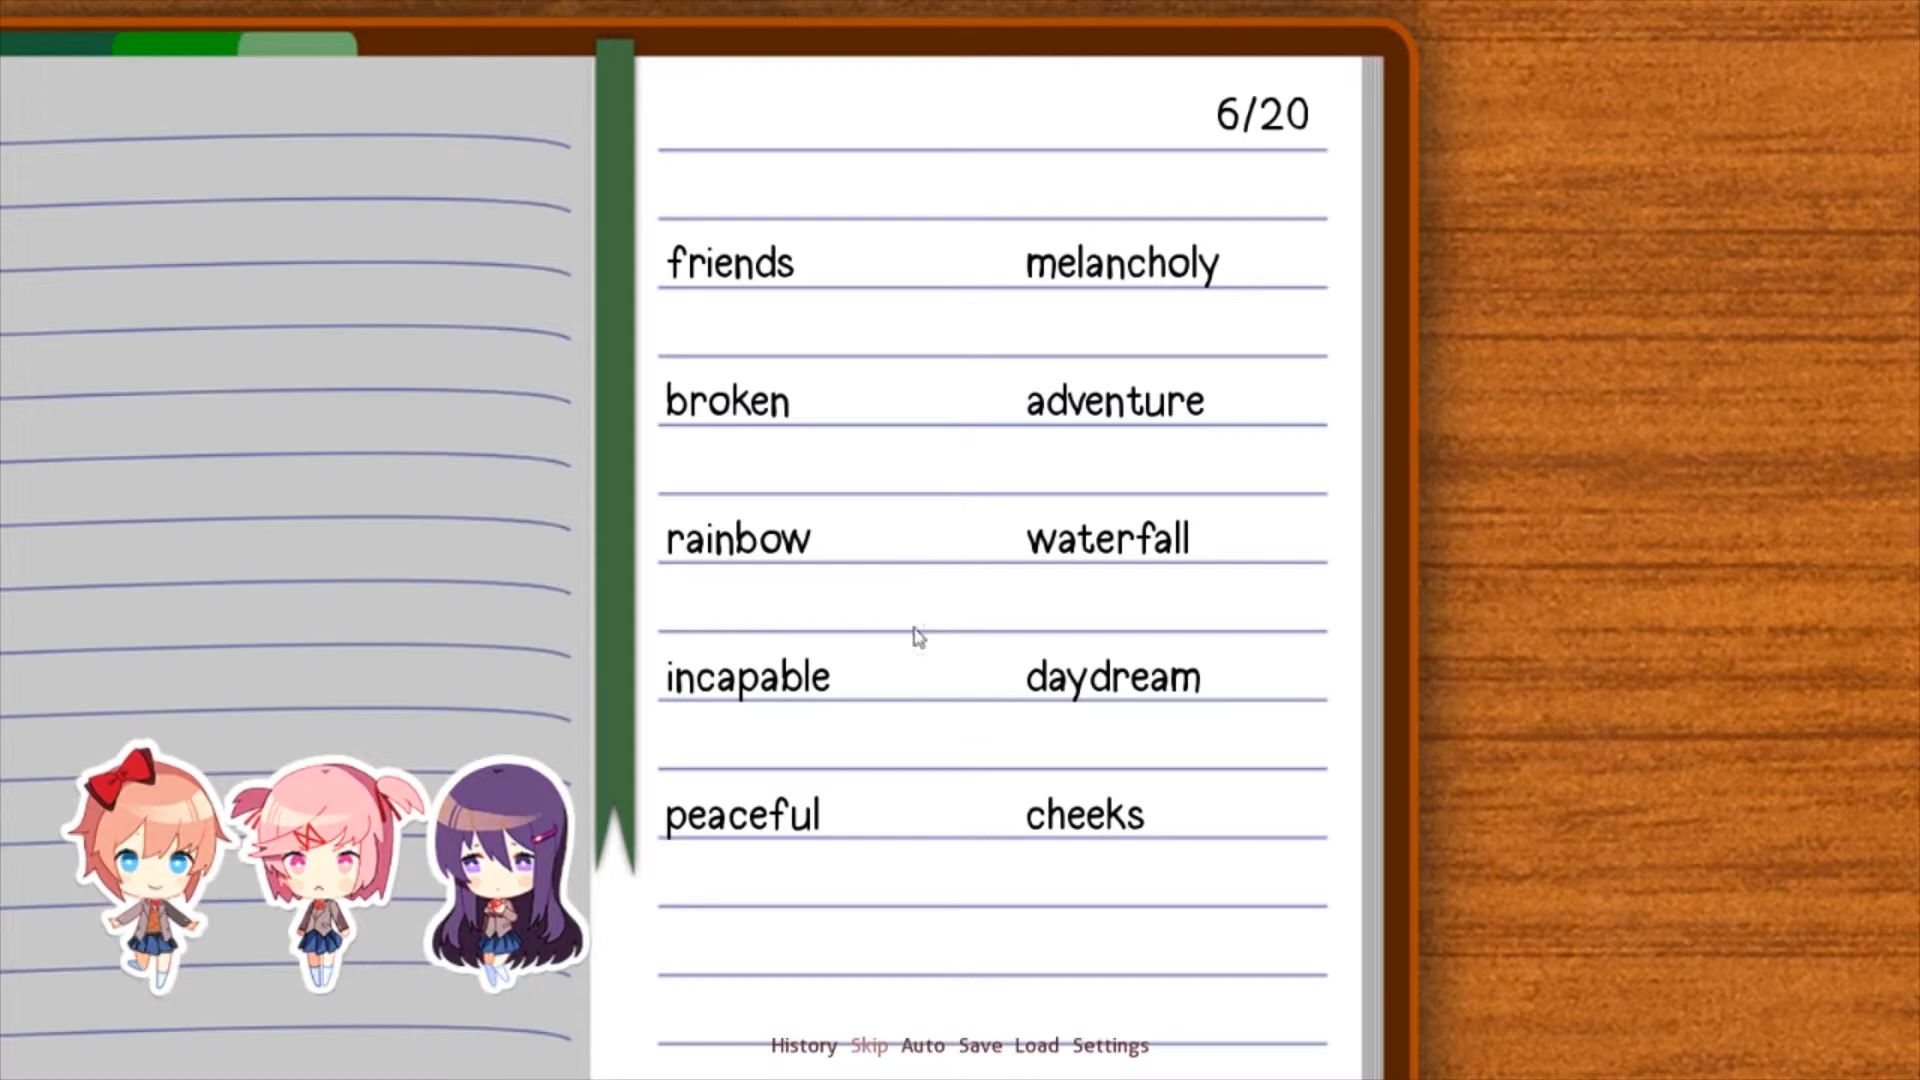 6/20
friends melancholy
broken adventure
rainbow waterfall
incapable daydream
peaceful cheeks
History Skip Auto Save Load Settings